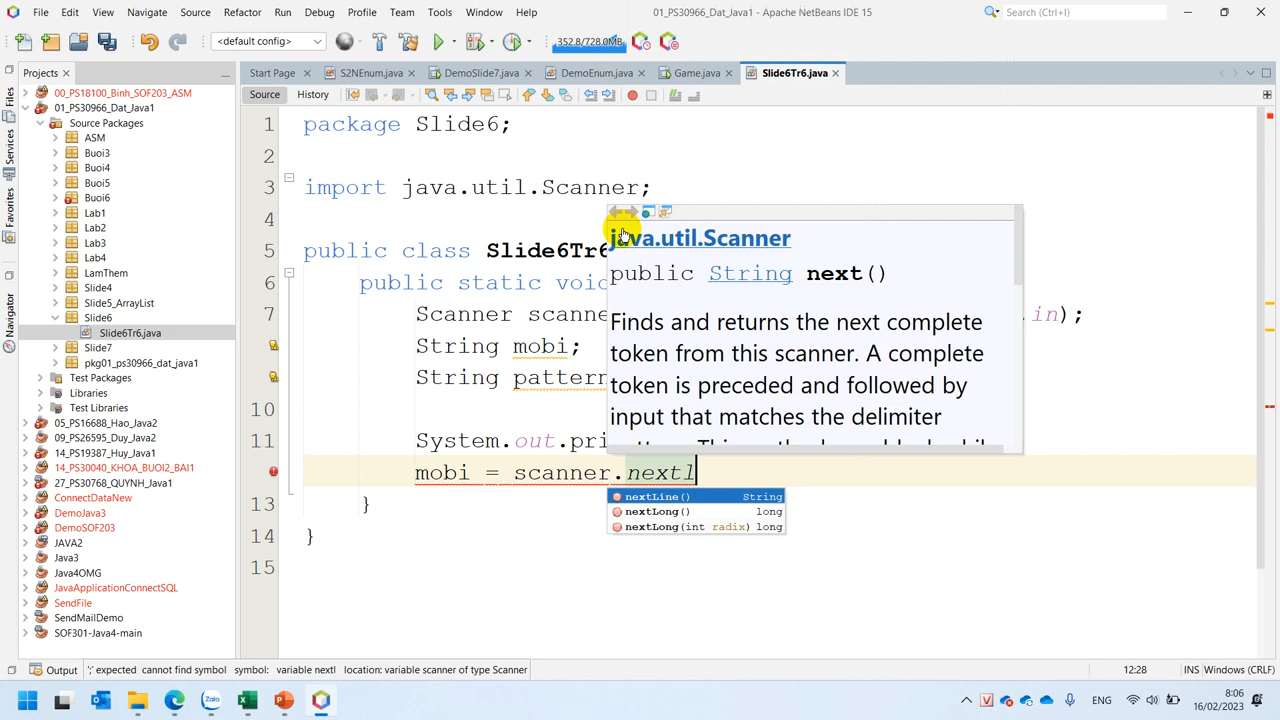 File Edit View Navigate Source Refactor Run Debug Profile Team Tools Window Help
01_PS30966_Dat_Java1 - Apache NetBeans IDE 15
Search (Ctrl+I)
<default config>
352.8/728.0MB
Projects
Start Page
S2NEnum.java
DemoSlide7.java
DemoEnum.java
Game.java
Slide6Tr6.java
Source History
Files
Services
Favorites
Navigator
00_PS18100_Binh_SOF203_ASM
01_PS30966_Dat_Java1
Source Packages
ASM
Buoi3
Buoi4
Buoi5
Buoi6
Lab1
Lab2
Lab3
Lab4
LamThem
Slide4
Slide5_ArrayList
Slide6
Slide6Tr6.java
Slide7
pkg01_ps30966_dat_java1
Test Packages
Libraries
Test Libraries
05_PS16688_Hao_Java2
09_PS26595_Duy_Java2
14_PS19387_Huy_Java1
14_PS30040_KHOA_BUOI2_BAI1
27_PS30768_QUYNH_Java1
ConnectDataNew
DemoJava3
DemoSOF203
JAVA2
Java3
Java4OMG
JavaApplicationConnectSQL
SendFile
SendMailDemo
SOF301-Java4-main
1 package Slide6;
2
3 import java.util.Scanner;
4
5 public class Slide6Tr6
6 public static void
7 Scanner scanne .in);
String mobi;
String pattern
10
11 System.out.pri
mobi = scanner.nextl
13 }
14 }
15
java.util.Scanner
public String next()
Finds and returns the next complete
token from this scanner. A complete
token is preceded and followed by
input that matches the delimiter
nextLine() String
nextLong() long
nextLong(int radix) long
Output
';' expected cannot find symbol symbol: variable nextl location: variable scanner of type Scanner
12:28
INS Windows (CRLF)
Zalo
ENG
8:06
16/02/2023